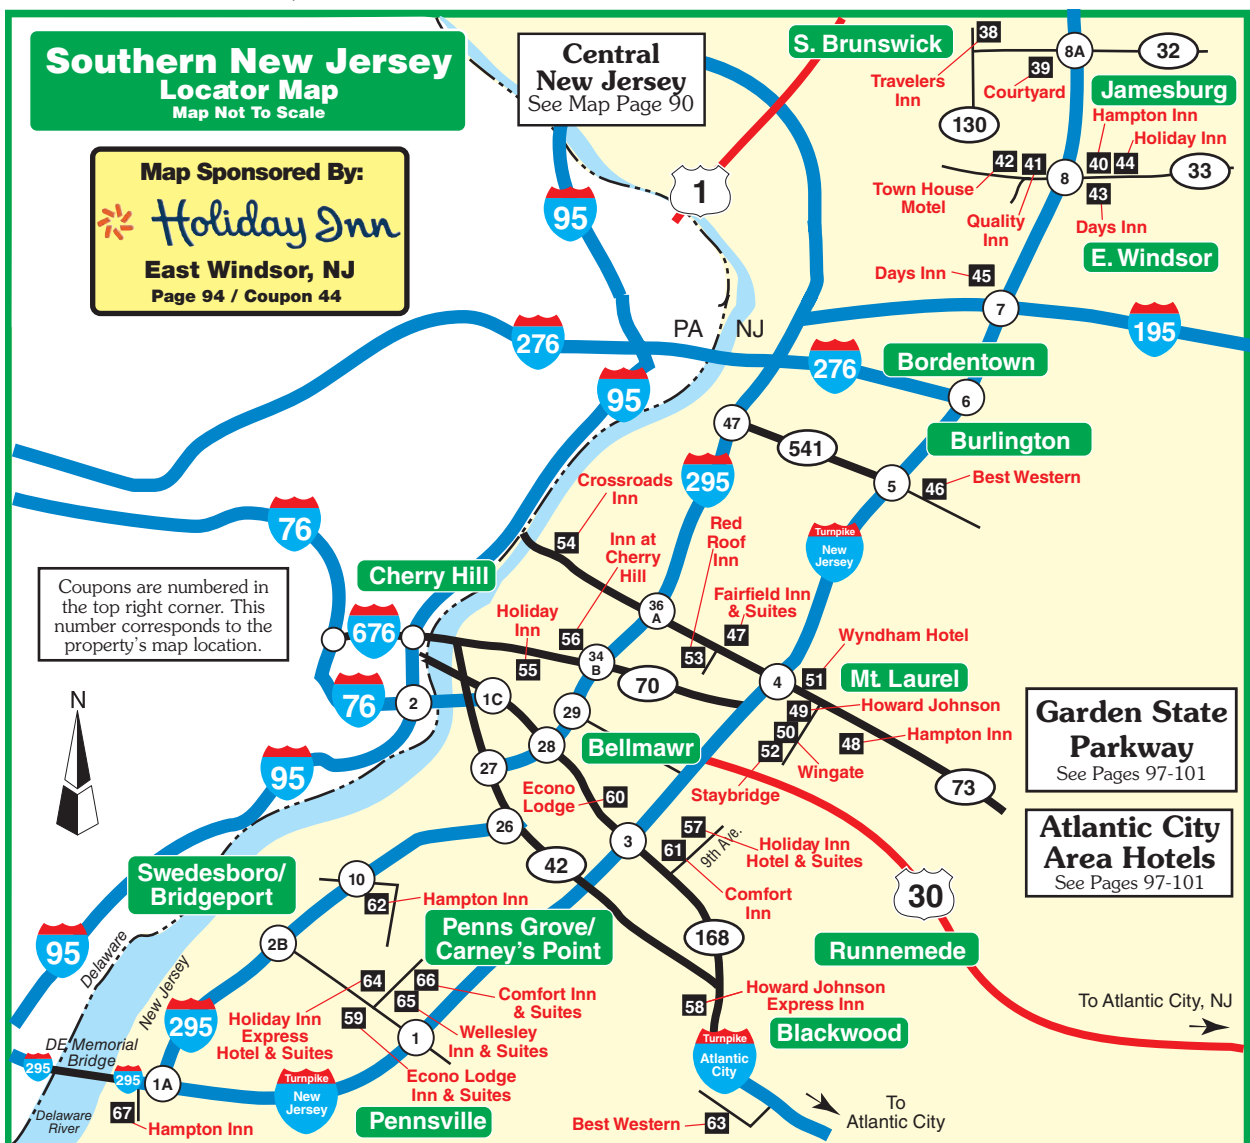 Southern New Jersey
Locator Map
Map Not To Scale
Map Sponsored By:
Holiday Inn
East Windsor, NJ
Page 94 / Coupon 44
Central
New Jersey
See Map Page 90
S. Brunswick
38
8A
32
Travelers
Inn
39
Courtyard
Jamesburg
130
Hampton Inn
Holiday Inn
42
41
40
44
8
33
Town House
Motel
43
Quality
Inn
Days Inn
E. Windsor
1
95
Days Inn
45
7
195
PA
NJ
276
276
Bordentown
95
6
47
541
Burlington
295
5
46
Best Western
Crossroads
Inn
54
76
Red
Roof
Inn
Inn at
Cherry
Hill
Turnpike
New
Jersey
Coupons are numbered in
the top right corner. This
number corresponds to the
property's map location.
Cherry Hill
Holiday
Inn
36
A
Fairfield Inn
& Suites
676
56
47
Wyndham Hotel
55
34
B
53
70
4
51
Mt. Laurel
76
2
1C
29
49
Howard Johnson
N
28
Bellmawr
50
52
48
Hampton Inn
Wingate
Staybridge
Garden State
Parkway
See Pages 97-101
95
27
73
Econo
Lodge
60
26
3
57
9th Ave.
61
Holiday Inn
Hotel & Suites
Atlantic City
Area Hotels
See Pages 97-101
42
Comfort
Inn
30
Swedesboro/
Bridgeport
10
62
Hampton Inn
Penns Grove/
Carney's Point
168
Runnemede
2B
95
Delaware
New Jersey
64
66
65
Comfort Inn
& Suites
58
Howard Johnson
Express Inn
To Atlantic City, NJ
295
Holiday Inn
Express
Hotel & Suites
59
1
Wellesley
Inn & Suites
Blackwood
DE Memorial
Bridge
295
295
1A
Turnpike
New
Jersey
Econo Lodge
Inn & Suites
Turnpike
Atlantic
City
67
Delaware
River
Hampton Inn
Pennsville
Best Western
63
To
Atlantic City